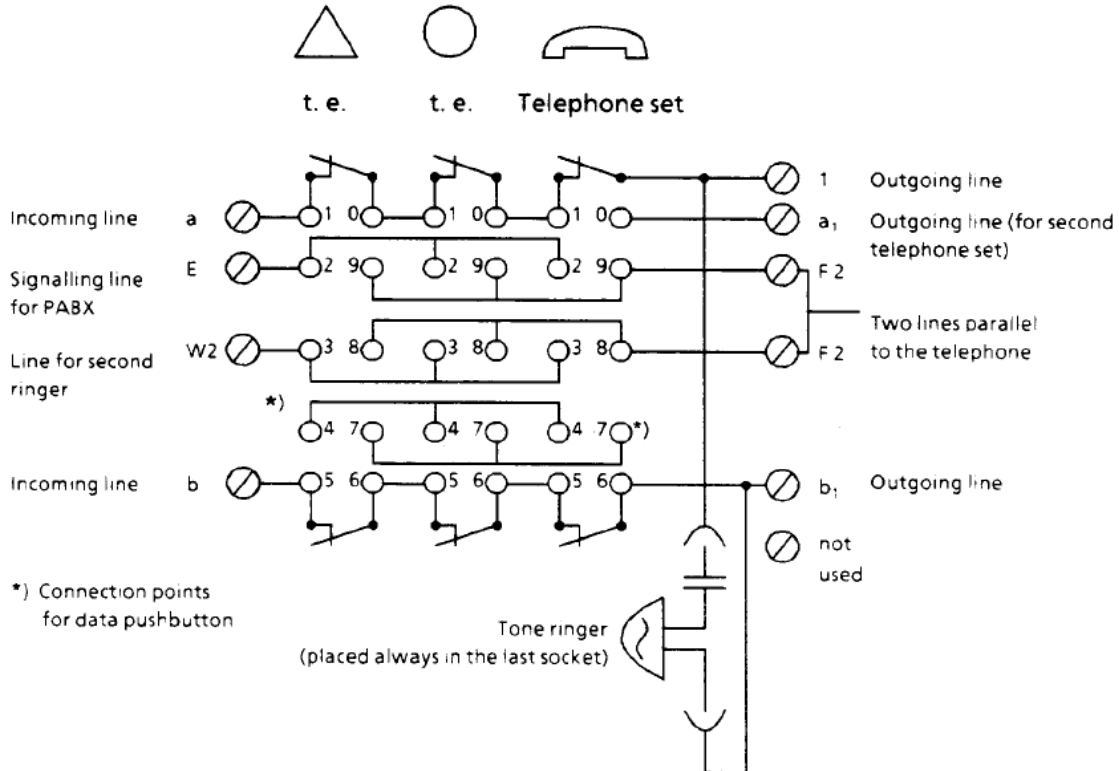 t. e. t. e. Telephone set
1 Outgoing line
Incoming line a 1 0 1 0 1 0 a1 Outgoing line (for second
telephone set)
Signalling line
for PABX
E 2 9 2 9 2 9 F 2
Two lines parallel
to the telephone
Line for second
ringer
W2 3 8 3 8 3 8 F 2
*) 4 7 4 7 4 7 *)
Incoming line b 5 6 5 6 5 6 b1 Outgoing line
not
used
*) Connection points
for data pushbutton
Tone ringer
(placed always in the last socket)